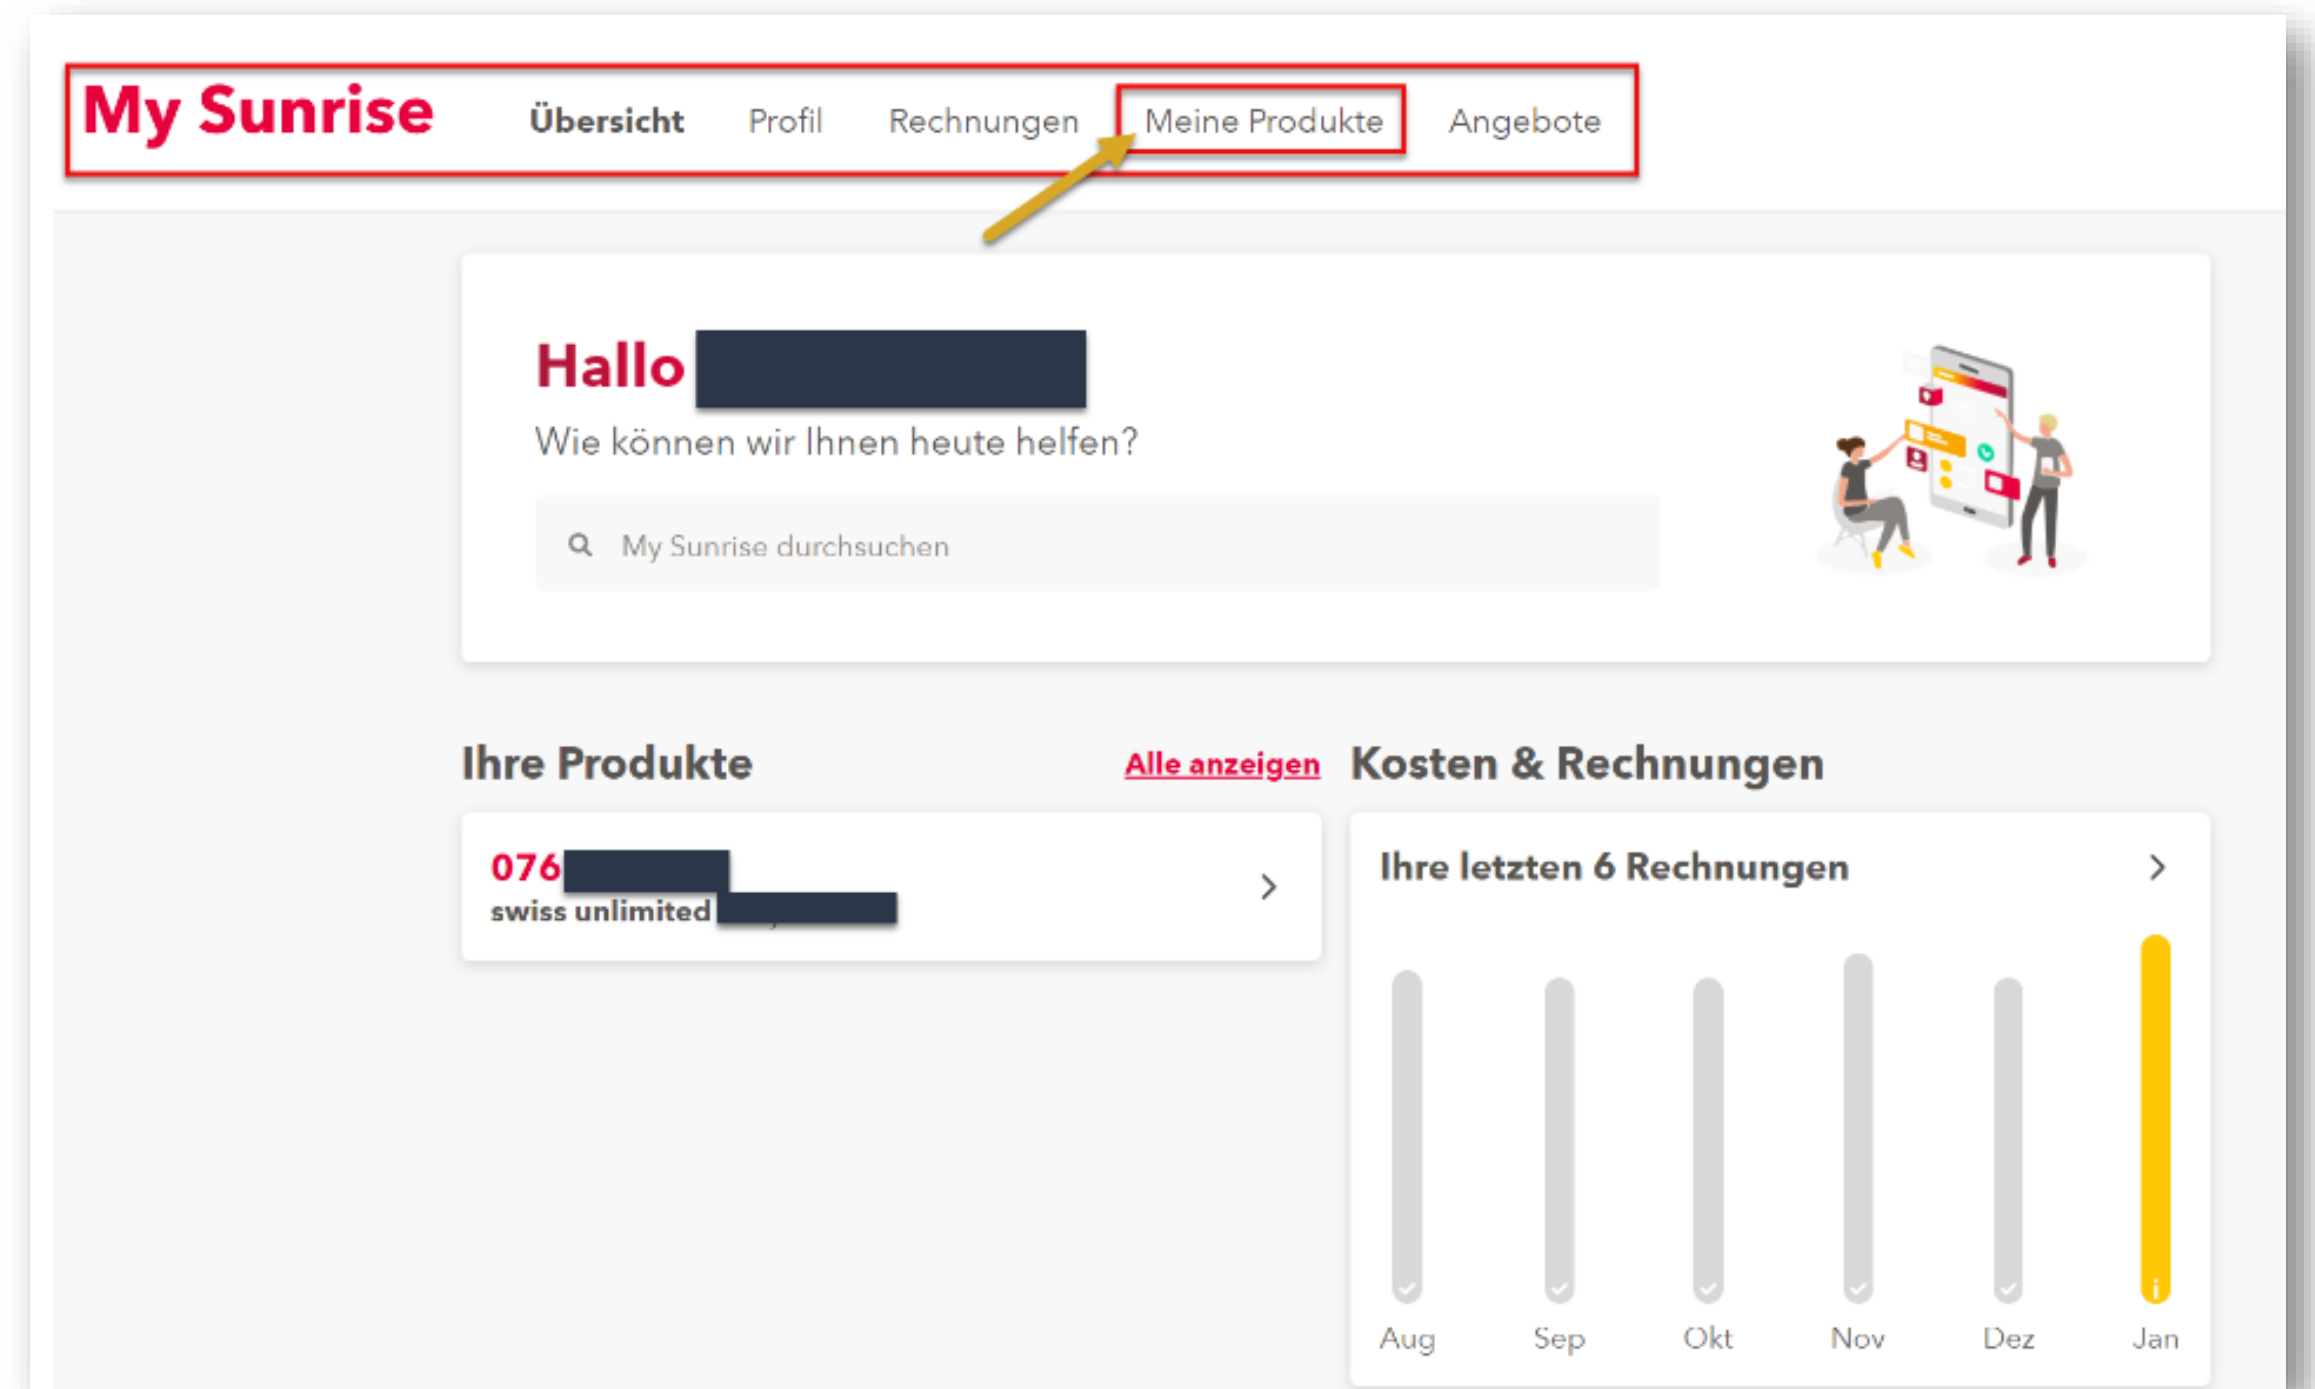 My Sunrise Übersicht Profil Rechnungen Meine Produkte Angebote
Hallo
Wie können wir Ihnen heute helfen?
My Sunrise durchsuchen
Ihre Produkte Alle anzeigen
076
swiss unlimited
Kosten & Rechnungen
Ihre letzten 6 Rechnungen
Aug Sep Okt Nov Dez Jan